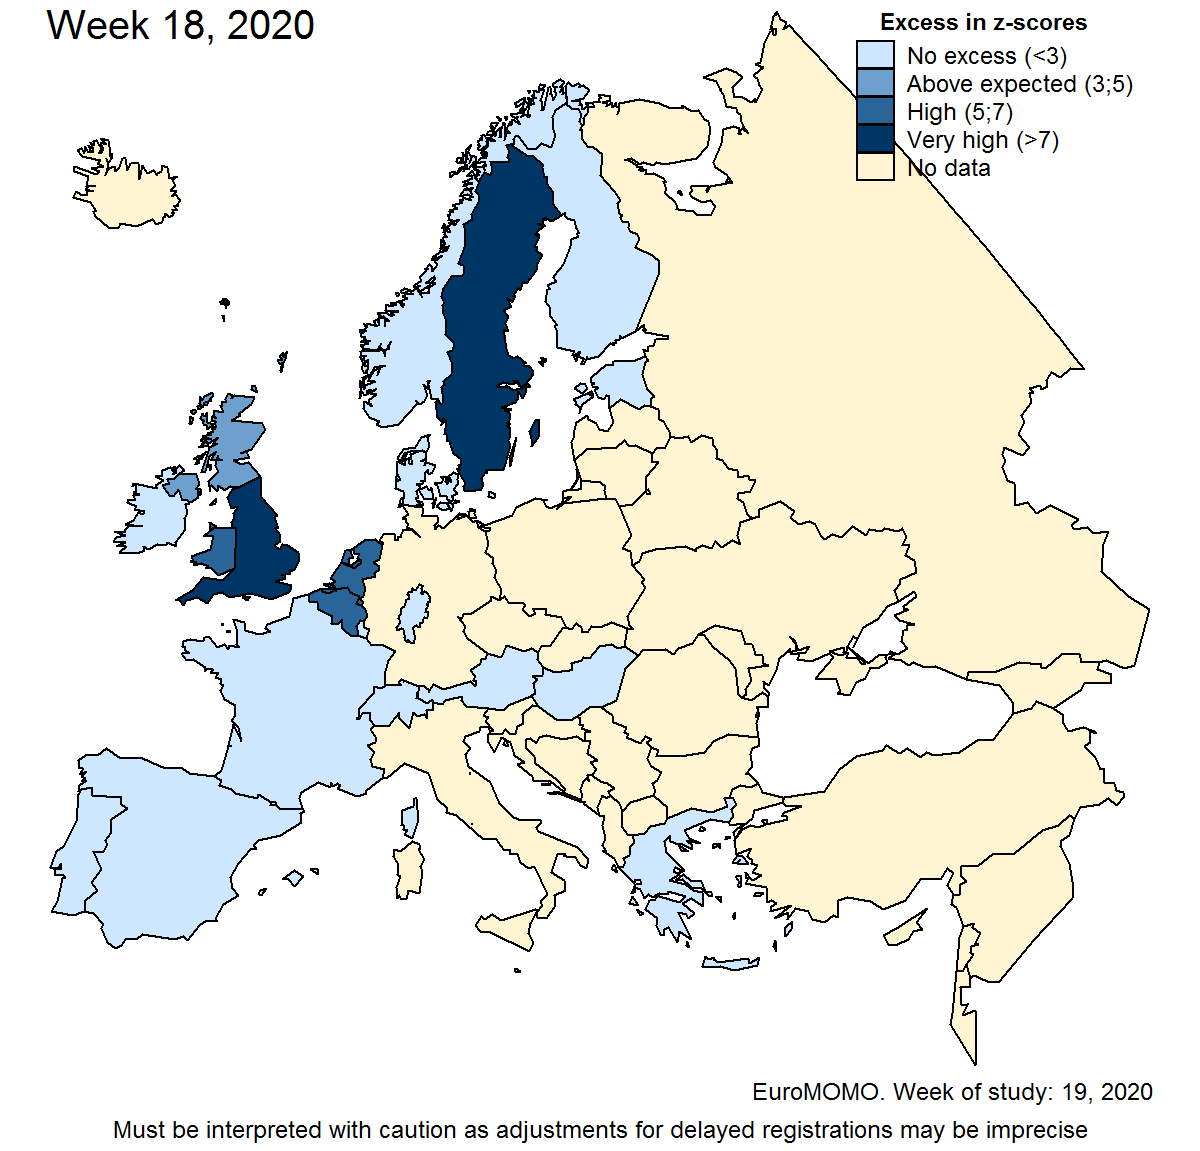 Week 18, 2020
Excess in z-scores
No excess (<3)
Above expected (3;5)
High (5;7)
Very high (>7)
No data
EuroMOMO. Week of study: 19, 2020
Must be interpreted with caution as adjustments for delayed registrations may be imprecise